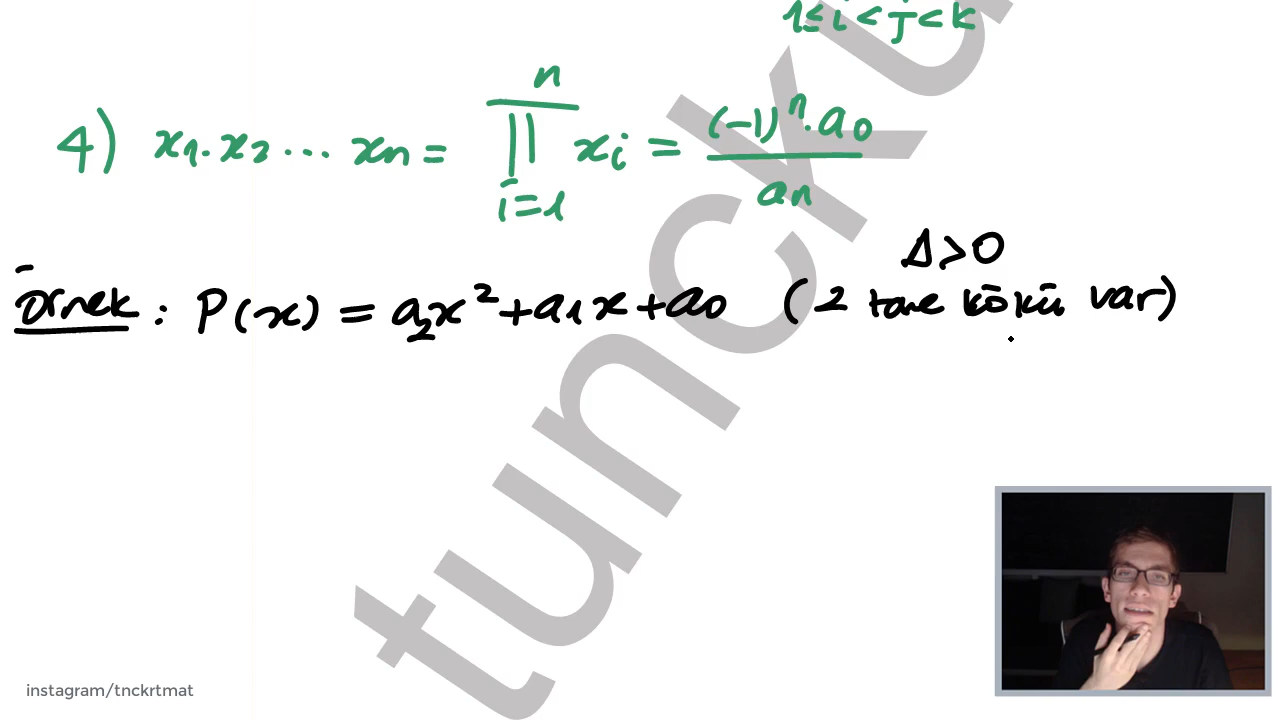 1≤i<j<k
n
4) x₁.x₂... xₙ = ∏ xᵢ = (-1)ⁿ.a₀ / aₙ
i=1
Δ>0
Örnek : P(x) = a₂x²+a₁x+a₀ (2 tane kökü var)
tuncku
instagram/tnckrtmat